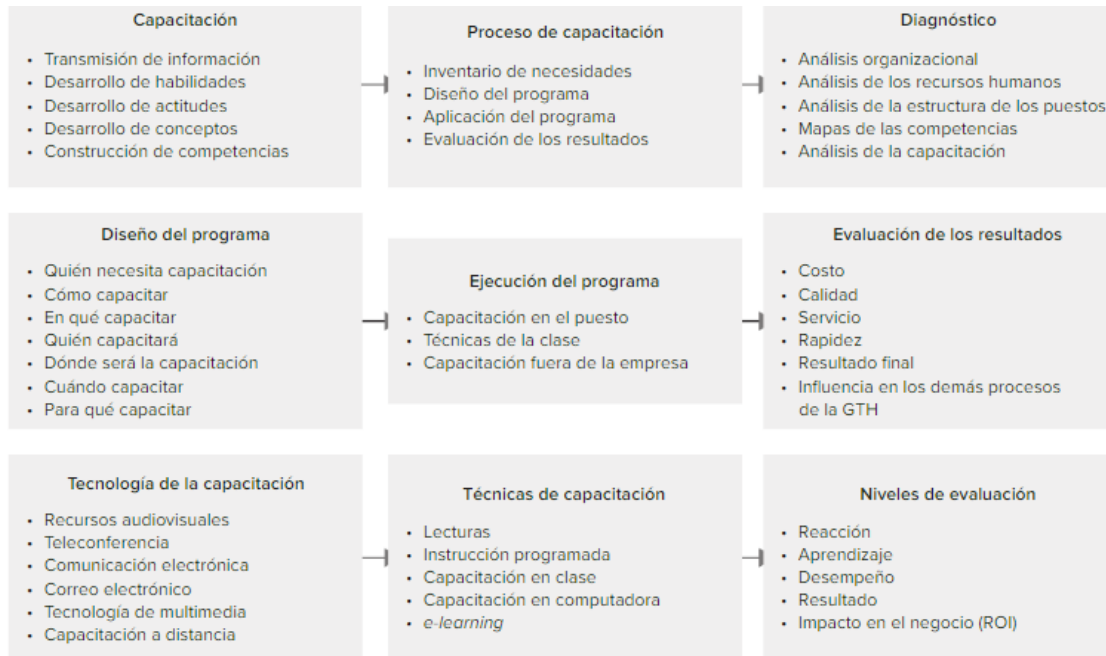 Capacitación
• Transmisión de información
• Desarrollo de habilidades
• Desarrollo de actitudes
• Desarrollo de conceptos
• Construcción de competencias
Proceso de capacitación
• Inventario de necesidades
• Diseño del programa
• Aplicación del programa
• Evaluación de los resultados
Diagnóstico
• Análisis organizacional
• Análisis de los recursos humanos
• Análisis de la estructura de los puestos
• Mapas de las competencias
• Análisis de la capacitación
Diseño del programa
• Quién necesita capacitación
• Cómo capacitar
• En qué capacitar
• Quién capacitará
• Dónde será la capacitación
• Cuándo capacitar
• Para qué capacitar
Ejecución del programa
• Capacitación en el puesto
• Técnicas de la clase
• Capacitación fuera de la empresa
Evaluación de los resultados
• Costo
• Calidad
• Servicio
• Rapidez
• Resultado final
• Influencia en los demás procesos
de la GTH
Tecnología de la capacitación
• Recursos audiovisuales
• Teleconferencia
• Comunicación electrónica
• Correo electrónico
• Tecnología de multimedia
• Capacitación a distancia
Técnicas de capacitación
• Lecturas
• Instrucción programada
• Capacitación en clase
• Capacitación en computadora
• e-learning
Niveles de evaluación
• Reacción
• Aprendizaje
• Desempeño
• Resultado
• Impacto en el negocio (ROI)